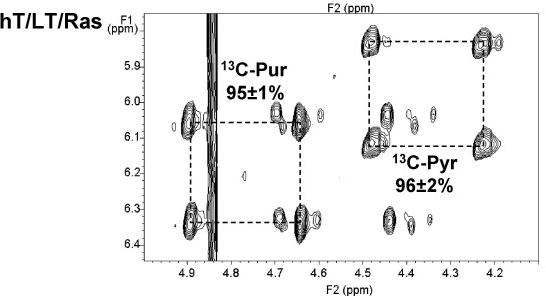 F2 (ppm)
hT/LT/Ras
F1
(ppm)
5.9
6.0
6.1
6.2
6.3
6.4
¹³C-Pur
95±1%
¹³C-Pyr
96±2%
4.9 4.8 4.7 4.6 4.5 4.4 4.3 4.2
F2 (ppm)